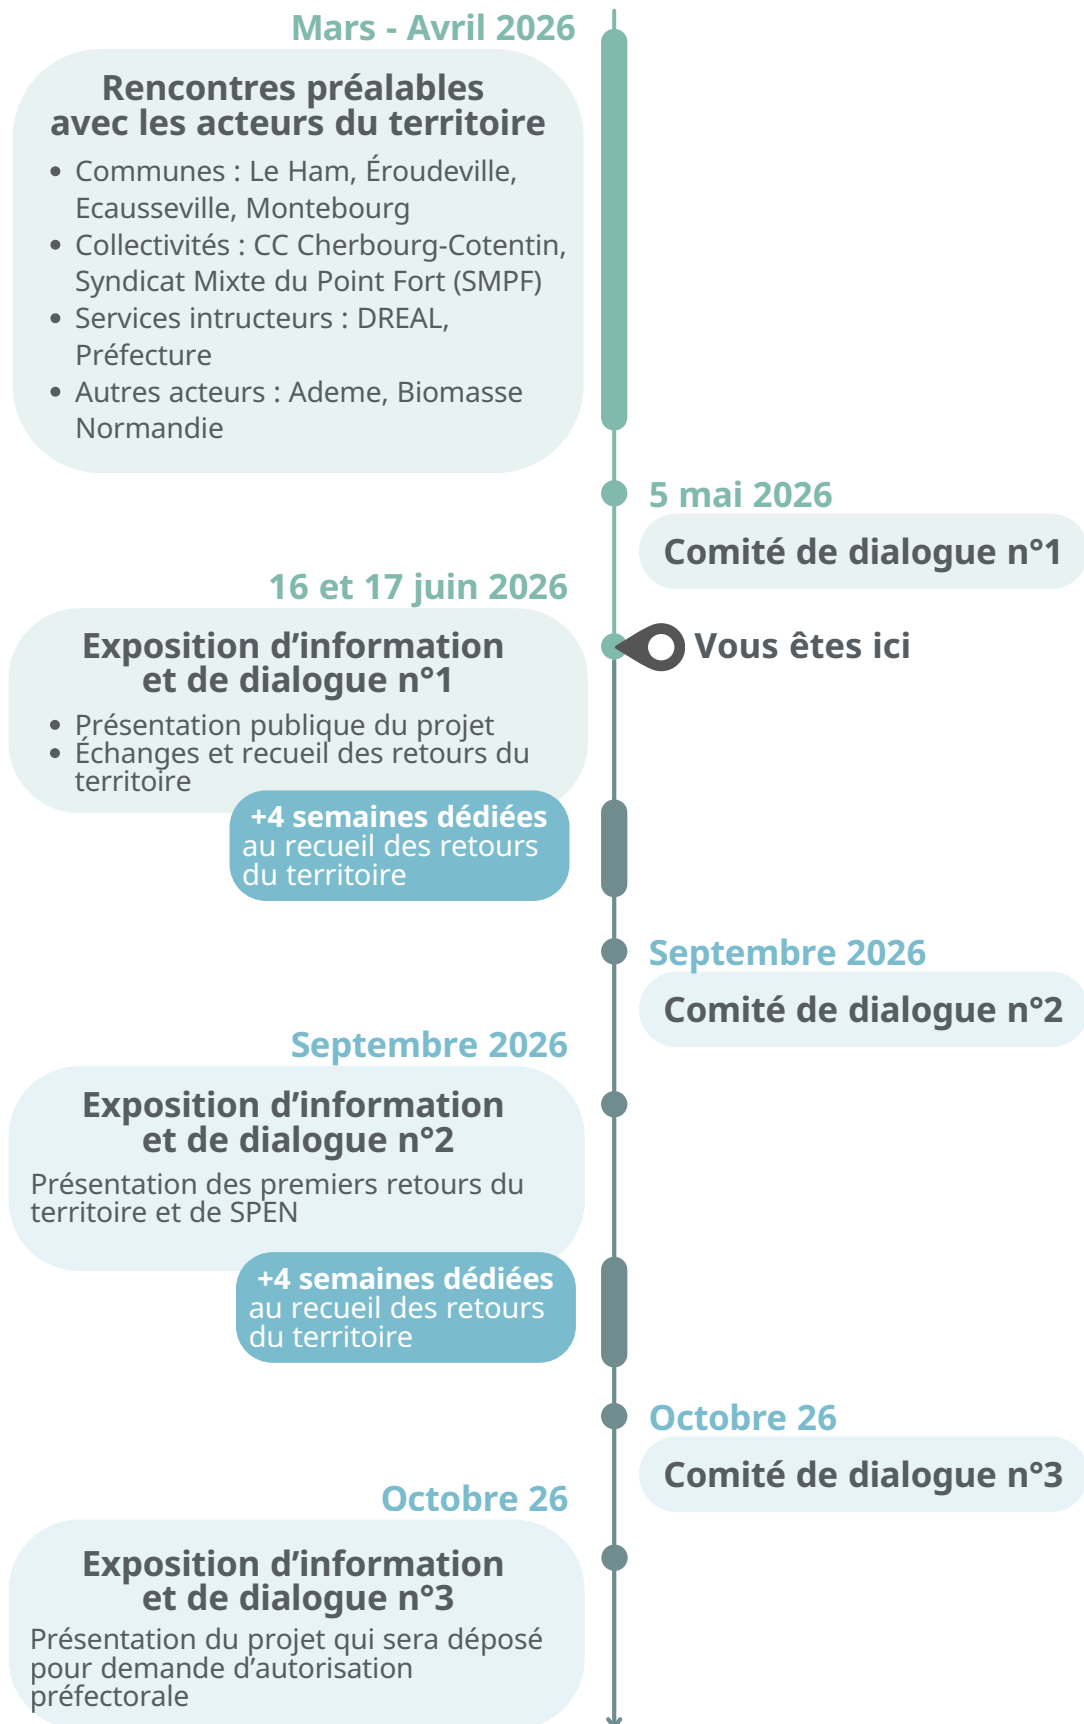 Mars - Avril 2026
Rencontres préalables
avec les acteurs du territoire
• Communes : Le Ham, Éroudeville,
Ecausseville, Montebourg
• Collectivités : CC Cherbourg-Cotentin,
Syndicat Mixte du Point Fort (SMPF)
• Services intructeurs : DREAL,
Préfecture
• Autres acteurs : Ademe, Biomasse
Normandie
5 mai 2026
Comité de dialogue n°1
16 et 17 juin 2026
Exposition d’information
et de dialogue n°1
Vous êtes ici
• Présentation publique du projet
• Échanges et recueil des retours du
territoire
+4 semaines dédiées
au recueil des retours
du territoire
Septembre 2026
Comité de dialogue n°2
Septembre 2026
Exposition d’information
et de dialogue n°2
Présentation des premiers retours du
territoire et de SPEN
+4 semaines dédiées
au recueil des retours
du territoire
Octobre 26
Comité de dialogue n°3
Octobre 26
Exposition d’information
et de dialogue n°3
Présentation du projet qui sera déposé
pour demande d’autorisation
préfectorale